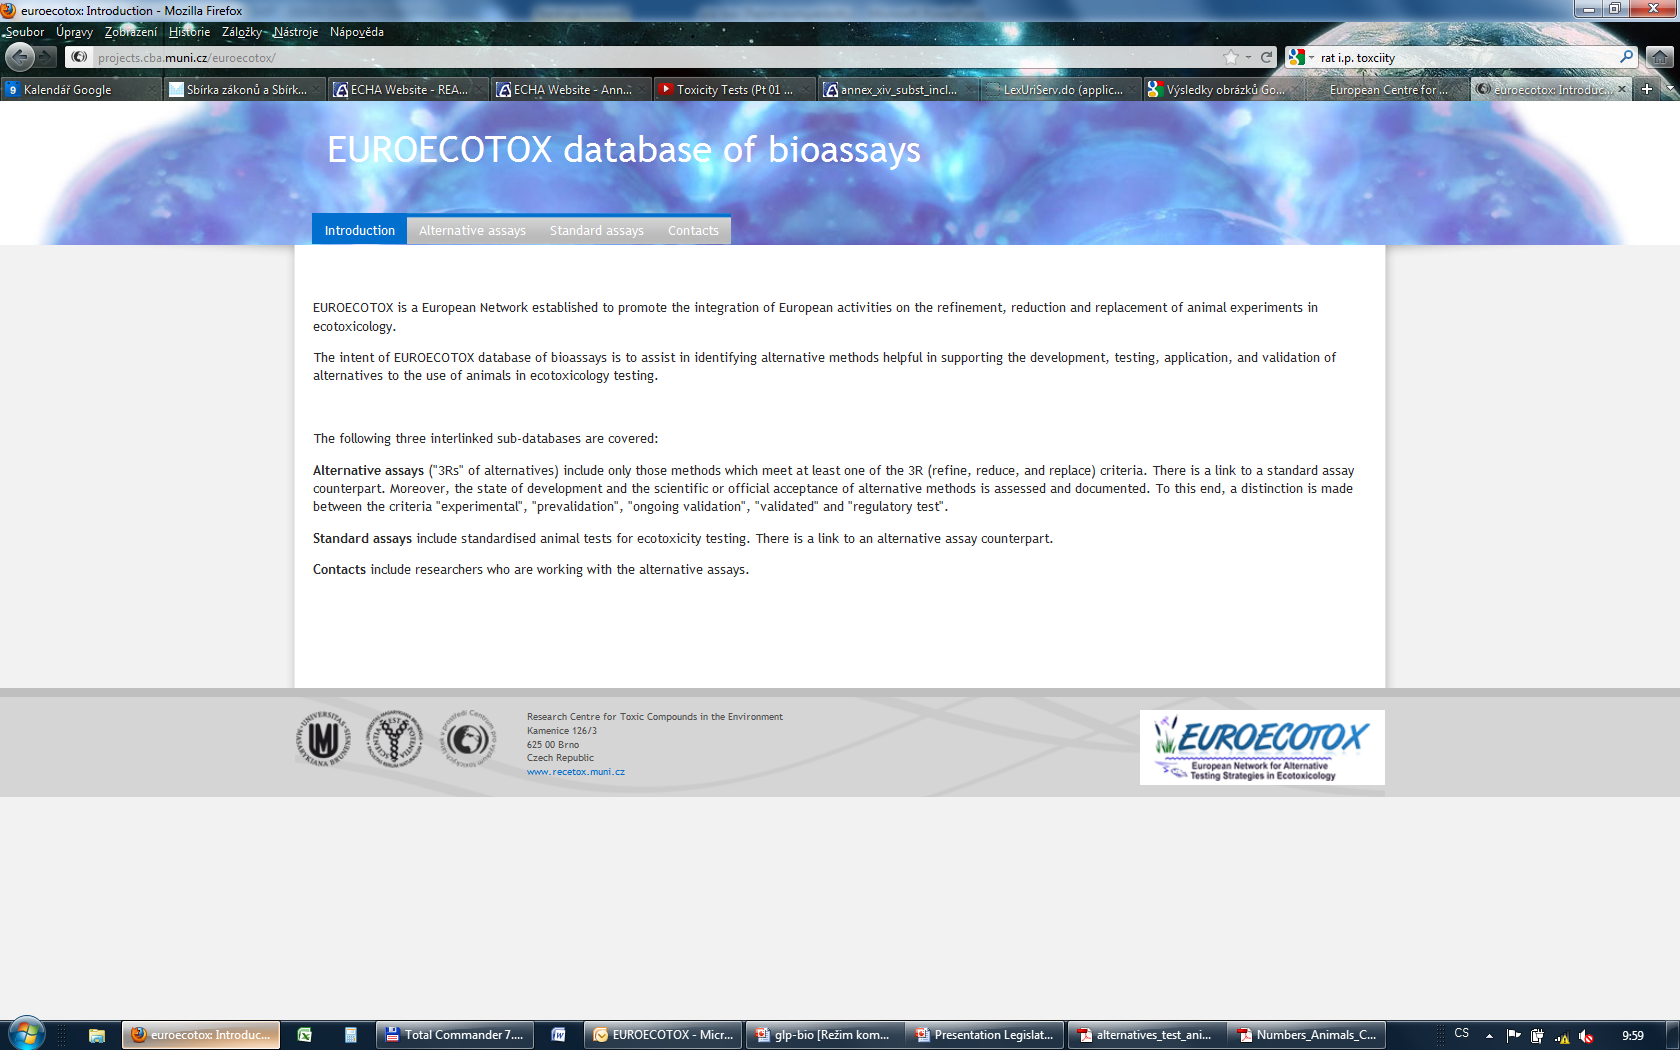 euroecotox: Introduction - Mozilla Firefox
Soubor Úpravy Zobrazení Historie Záložky Nástroje Nápověda
projects.cba.muni.cz/euroecotox/
rat i.p. toxciity
9 Kalendář Google
Sbírka zákonů a Sbírk...
ECHA Website - REA...
ECHA Website - Ann...
Toxicity Tests (Pt 01 ...
annex_xiv_subst_incl...
LexUriServ.do (applic...
Výsledky obrázků Go...
European Centre for ...
euroecotox: Introduc...
EUROECOTOX database of bioassays
Introduction Alternative assays Standard assays Contacts
EUROECOTOX is a European Network established to promote the integration of European activities on the refinement, reduction and replacement of animal experiments in
ecotoxicology.
The intent of EUROECOTOX database of bioassays is to assist in identifying alternative methods helpful in supporting the development, testing, application, and validation of
alternatives to the use of animals in ecotoxicology testing.
The following three interlinked sub-databases are covered:
Alternative assays ("3Rs" of alternatives) include only those methods which meet at least one of the 3R (refine, reduce, and replace) criteria. There is a link to a standard assay
counterpart. Moreover, the state of development and the scientific or official acceptance of alternative methods is assessed and documented. To this end, a distinction is made
between the criteria "experimental", "prevalidation", "ongoing validation", "validated" and "regulatory test".
Standard assays include standardised animal tests for ecotoxicity testing. There is a link to an alternative assay counterpart.
Contacts include researchers who are working with the alternative assays.
UNIVERSITAS MASARYKIANA BRUNENSIS
Research Centre for Toxic Compounds in the Environment
Kamenice 126/3
625 00 Brno
Czech Republic
www.recetox.muni.cz
EUROECOTOX
European Network for Alternative
Testing Strategies in Ecotoxicology
euroecotox: Introduc...
Total Commander 7....
EUROECOTOX - Micr...
glp-bio [Režim kom...
Presentation Legislat...
alternatives_test_ani...
Numbers_Animals_C...
CS
9:59